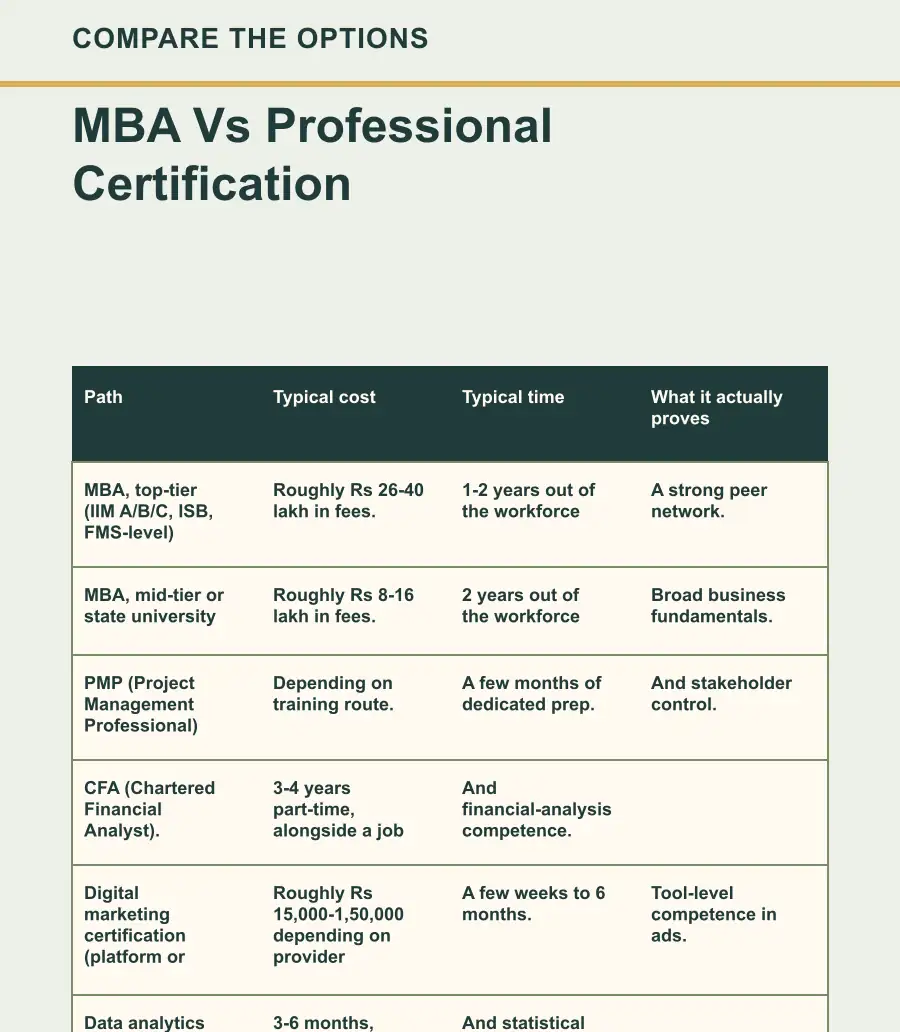 COMPARE THE OPTIONS
MBA Vs Professional
Certification
Path
Typical cost
Typical time
What it actually
proves
MBA, top-tier
(IIM A/B/C, ISB,
FMS-level)
Roughly Rs 26-40
lakh in fees.
1-2 years out of
the workforce
A strong peer
network.
MBA, mid-tier or
state university
Roughly Rs 8-16
lakh in fees.
2 years out of
the workforce
Broad business
fundamentals.
PMP (Project
Management
Professional)
Depending on
training route.
A few months of
dedicated prep.
And stakeholder
control.
CFA (Chartered
Financial
Analyst).
3-4 years
part-time,
alongside a job
And
financial-analysis
competence.
Digital
marketing
certification
(platform or
Roughly Rs
15,000-1,50,000
depending on
provider
A few weeks to 6
months.
Tool-level
competence in
ads.
Data analytics
3-6 months,
And statistical